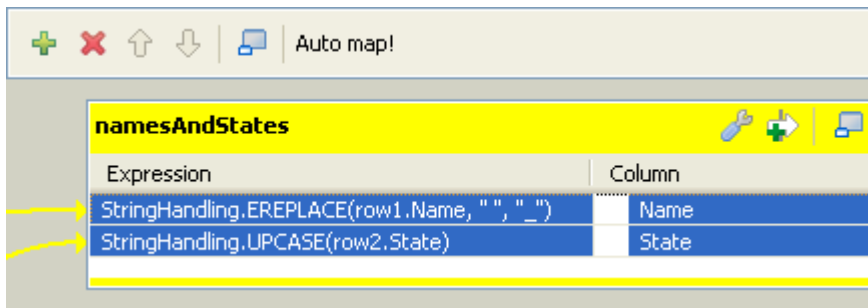 Auto map!
namesAndStates
Expression Column
StringHandling.EREPLACE(row1.Name, " ", "_") Name
StringHandling.UPCASE(row2.State) State